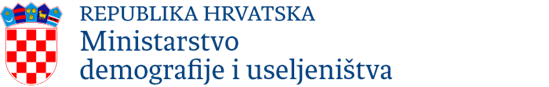 REPUBLIKA HRVATSKA
Ministarstvo
demografije i useljeništva